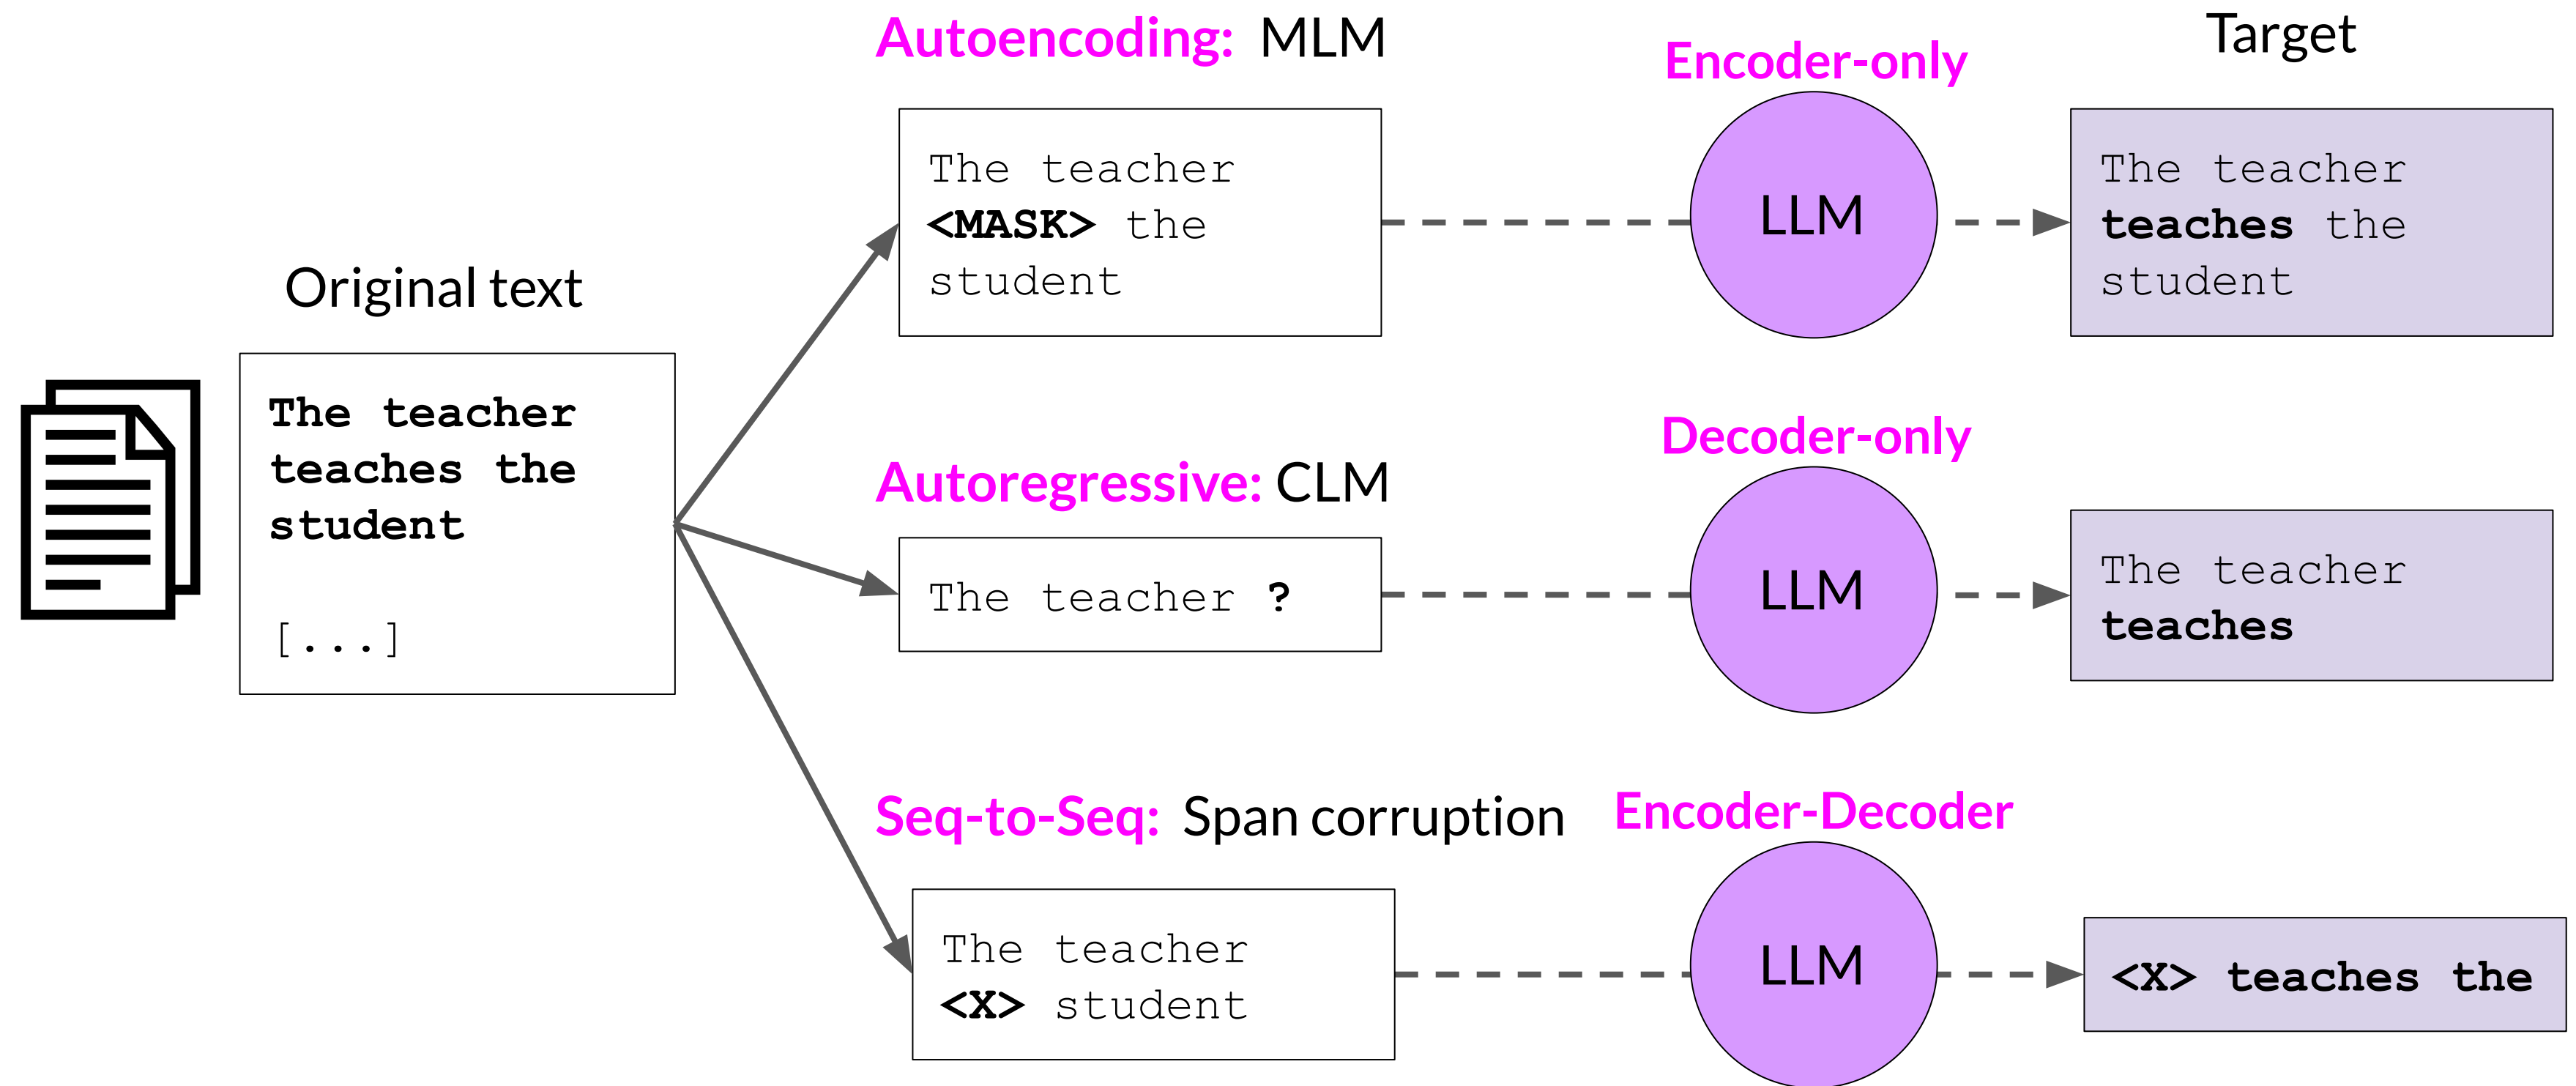 Original text
The teacher
teaches the
student
[...]
Autoencoding: MLM
The teacher
<MASK> the
student
Encoder-only
LLM
Target
The teacher
teaches the
student
Autoregressive: CLM
The teacher ?
Decoder-only
LLM
The teacher
teaches
Seq-to-Seq: Span corruption
The teacher
<X> student
Encoder-Decoder
LLM
<X> teaches the